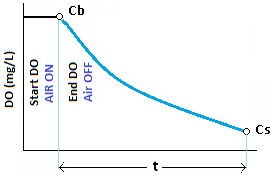 Cb
DO (mg/L)
Start DO
AIR ON
End DO
Air OFF
Cs
t